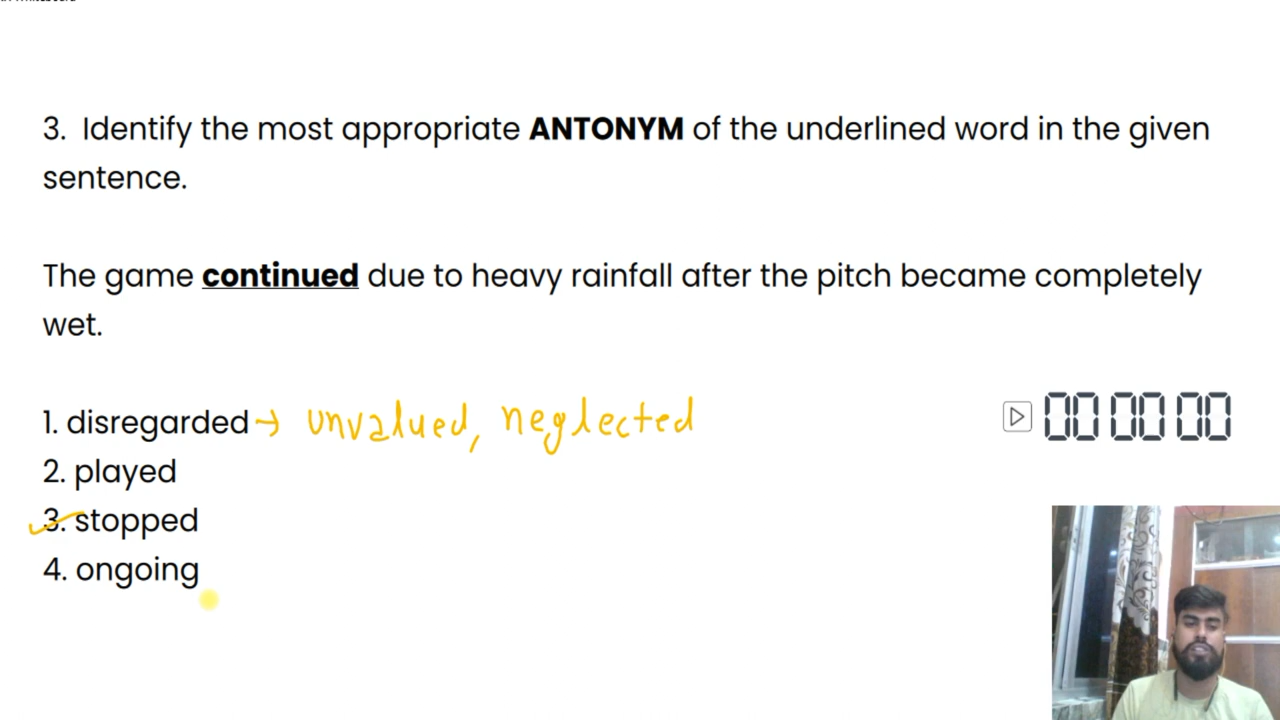 3. Identify the most appropriate ANTONYM of the underlined word in the given
sentence.
The game continued due to heavy rainfall after the pitch became completely
wet.
1. disregarded → unvalued, neglected
2. played
3. stopped
4. ongoing
00 00 00